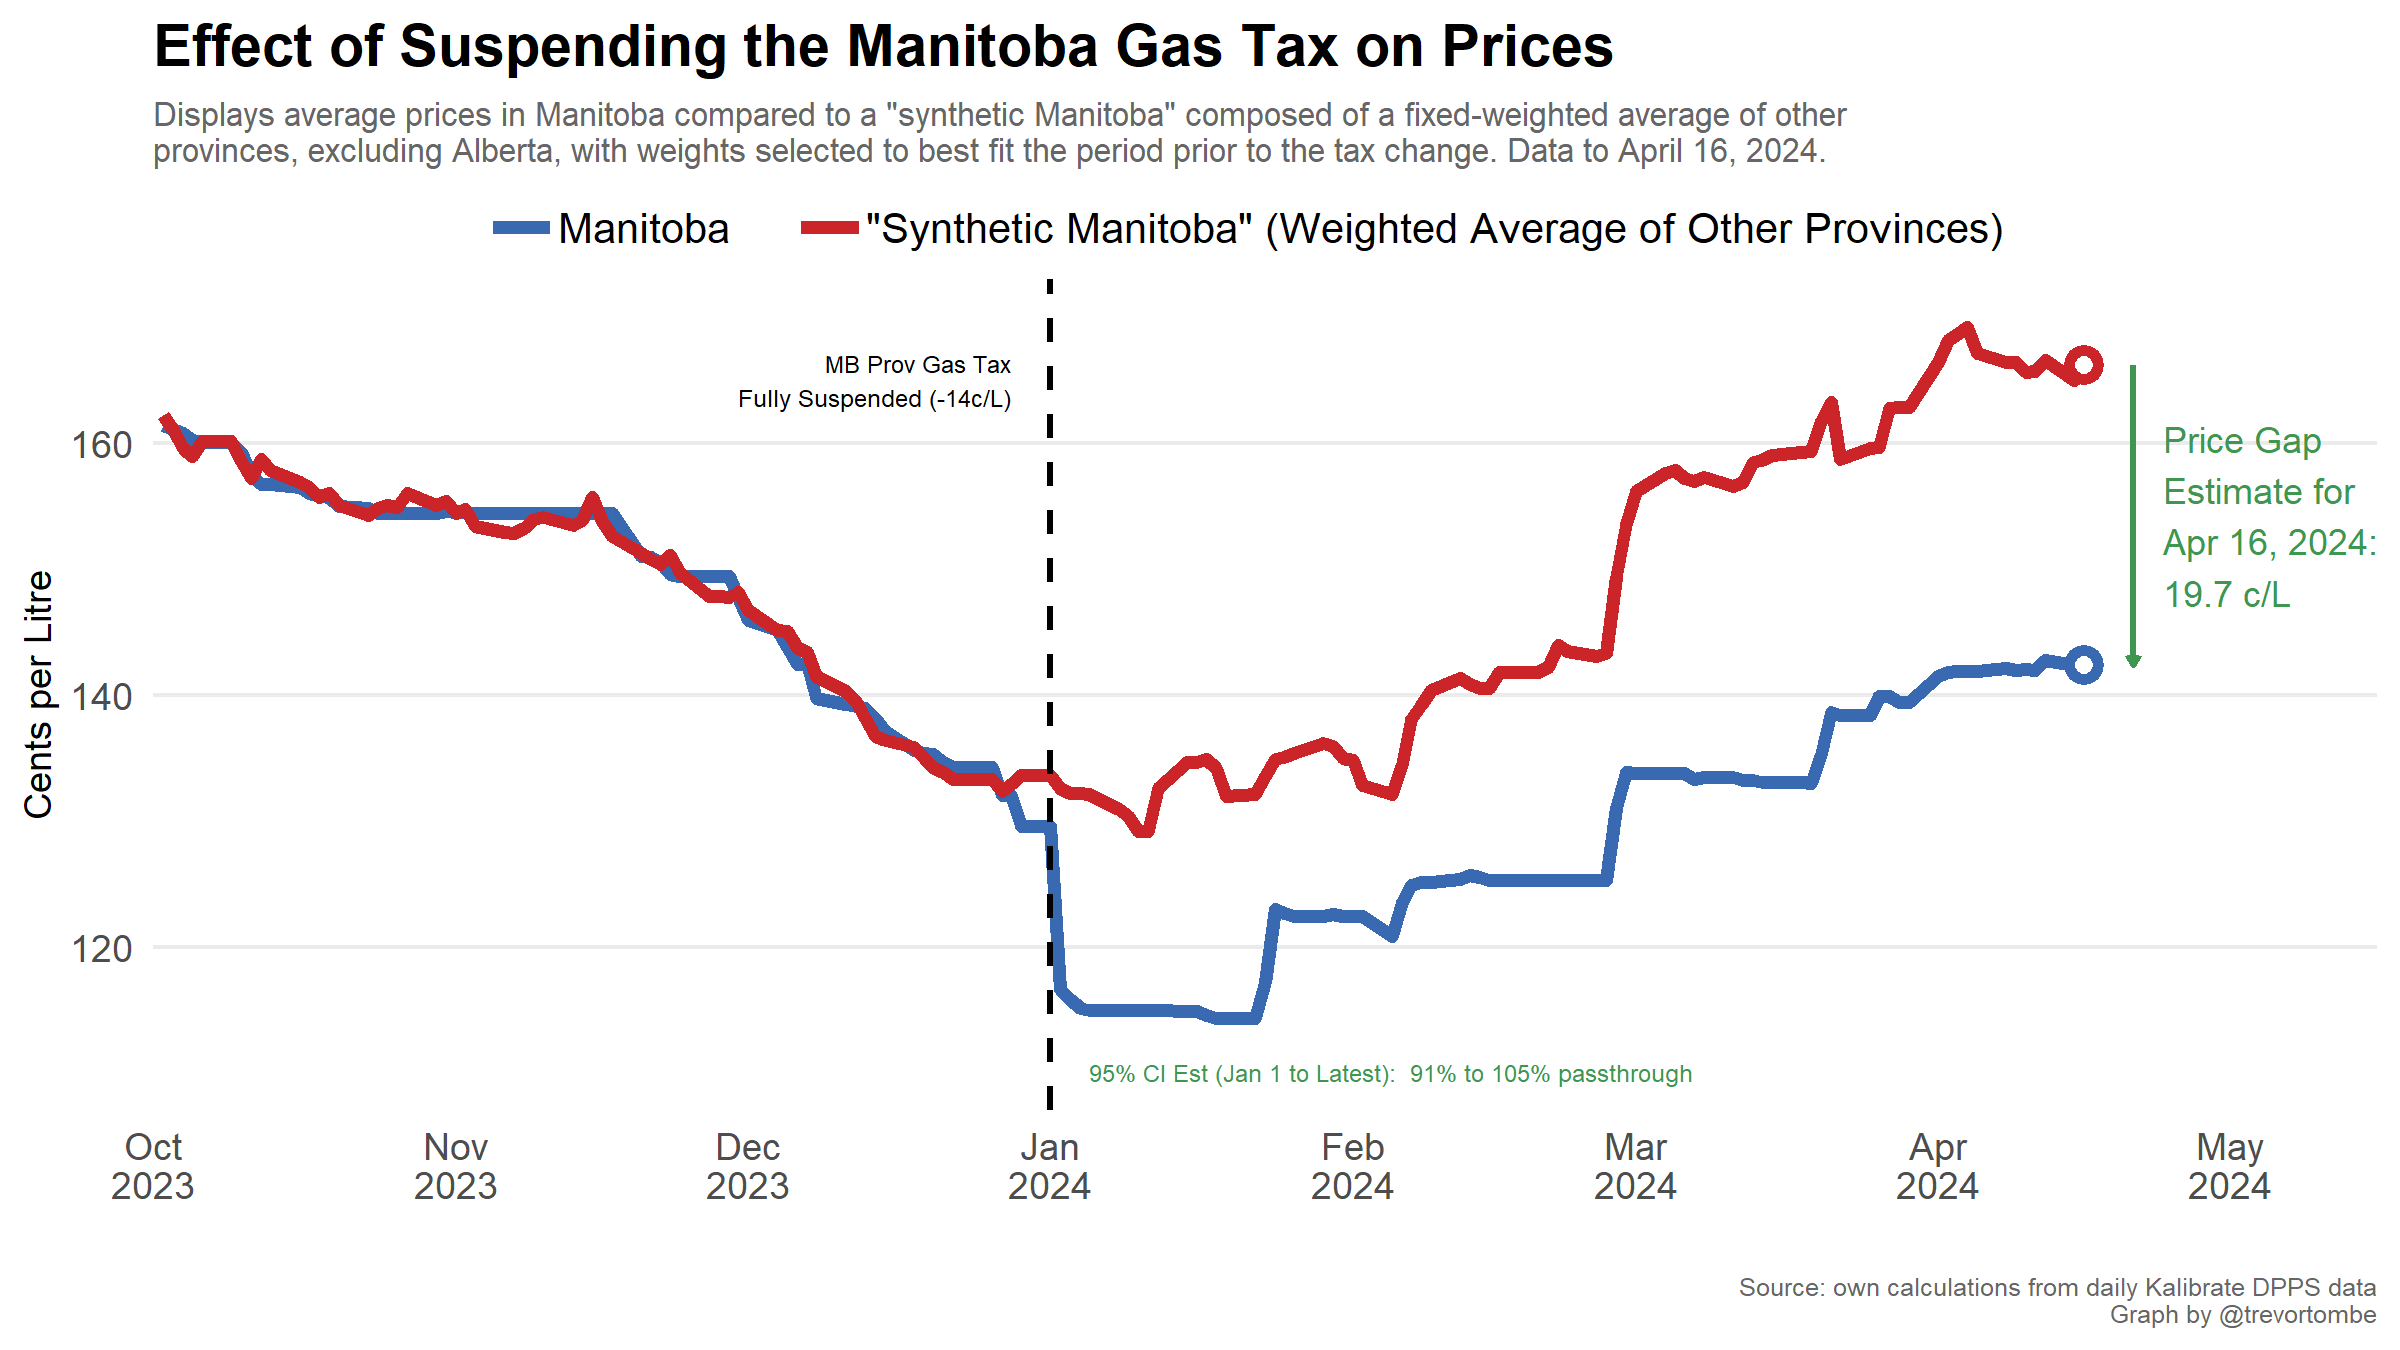 Effect of Suspending the Manitoba Gas Tax on Prices
Displays average prices in Manitoba compared to a "synthetic Manitoba" composed of a fixed-weighted average of other
provinces, excluding Alberta, with weights selected to best fit the period prior to the tax change. Data to April 16, 2024.
Manitoba
"Synthetic Manitoba" (Weighted Average of Other Provinces)
MB Prov Gas Tax
Fully Suspended (-14c/L)
Price Gap
Estimate for
Apr 16, 2024:
19.7 c/L
Cents per Litre
160
140
120
95% CI Est (Jan 1 to Latest):  91% to 105% passthrough
Oct
2023
Nov
2023
Dec
2023
Jan
2024
Feb
2024
Mar
2024
Apr
2024
May
2024
Source: own calculations from daily Kalibrate DPPS data
Graph by @trevortombe